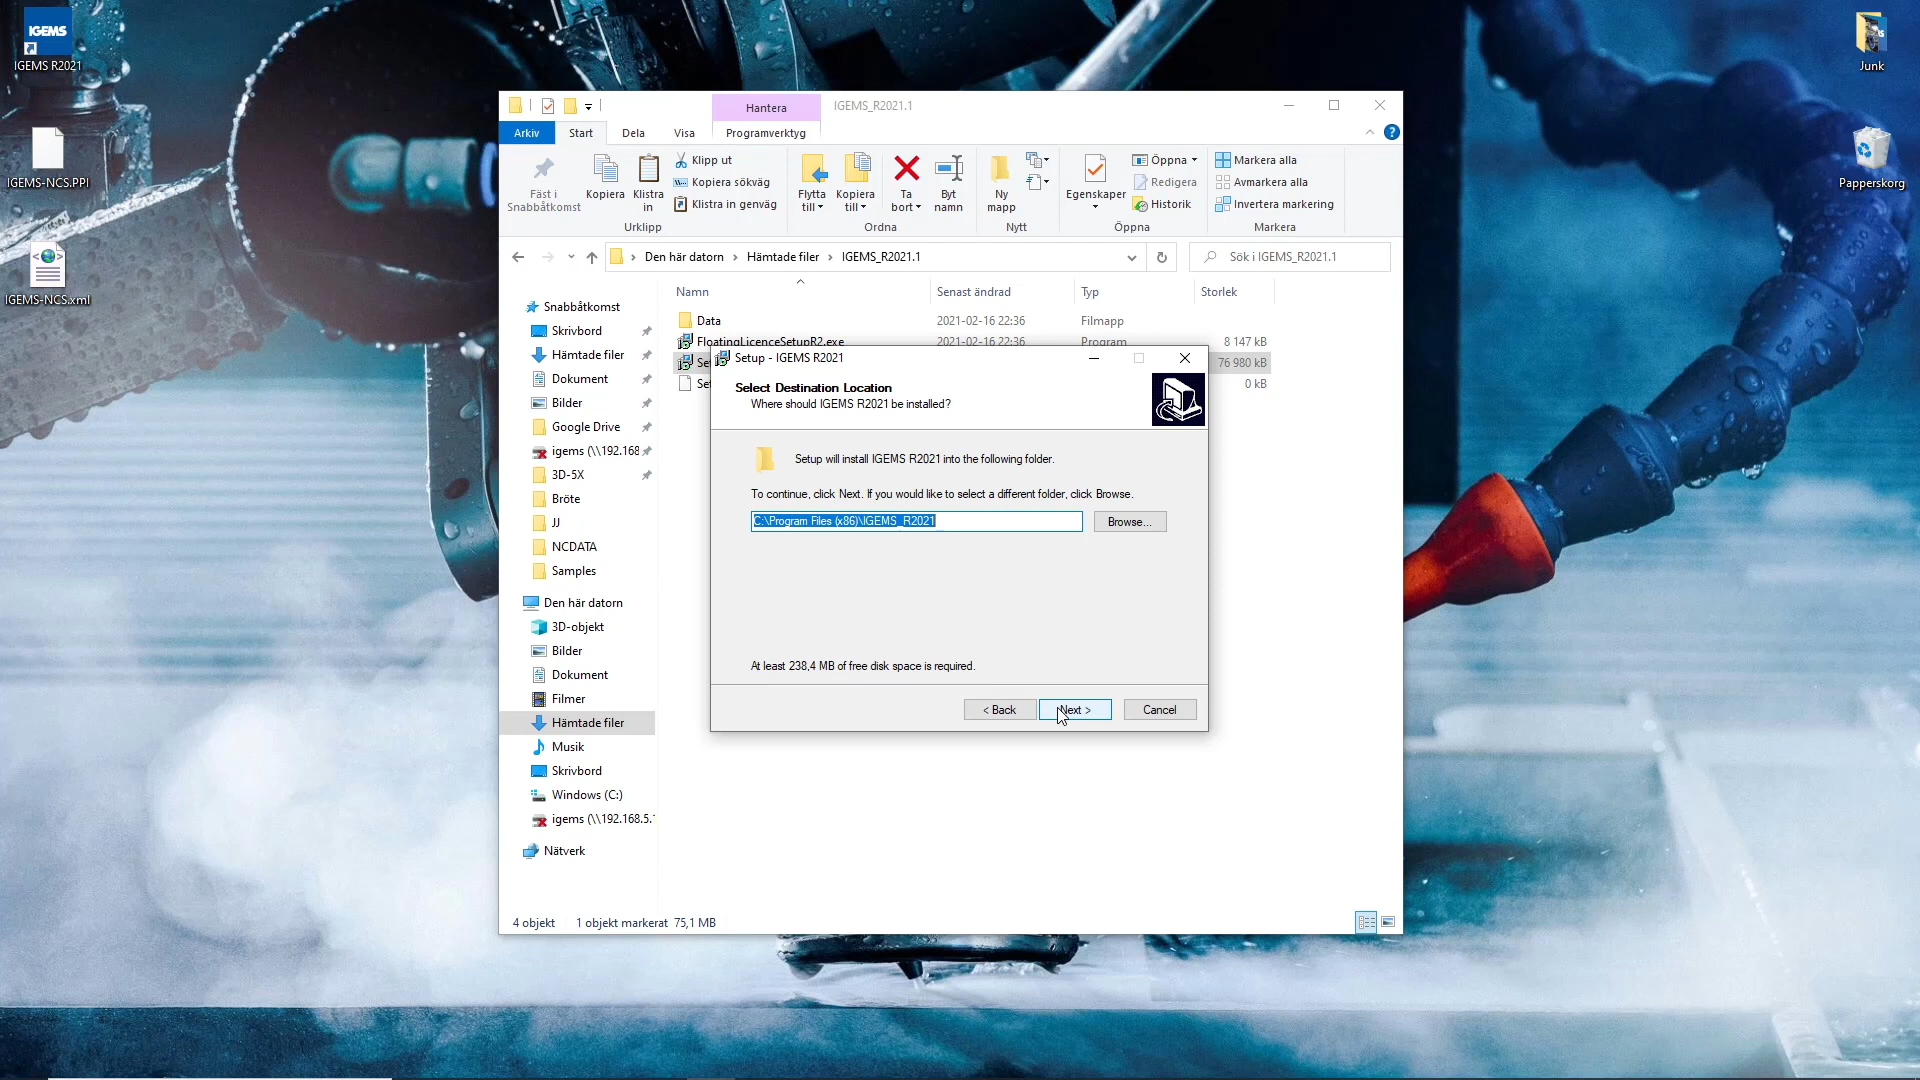 IGEMS
IGEMS R2021
IGEMS-NCS.PPI
IGEMS-NCS.xml
Junk
Papperskorg
Hantera
IGEMS_R2021.1
Arkiv
Start
Dela
Visa
Programverktyg
Fäst i
Snabbåtkomst
Kopiera
Klistra
in
Klipp ut
Kopiera sökväg
Klistra in genväg
Urklipp
Flytta
till
Kopiera
till
Ta
bort
Byt
namn
Ordna
Ny
mapp
Nytt
Egenskaper
Öppna
Redigera
Historik
Öppna
Markera alla
Avmarkera alla
Invertera markering
Markera
Den här datorn
Hämtade filer
IGEMS_R2021.1
Sök i IGEMS_R2021.1
Namn
Senast ändrad
Typ
Storlek
Data 2021-02-16 22:36 Filmapp
FloatingLicenceSetupR2.exe 2021-02-16 22:36 Program 8 147 kB
76 980 kB
0 kB
Snabbåtkomst
Skrivbord
Hämtade filer
Dokument
Bilder
Google Drive
igems (\\192.168
3D-5X
Bröte
JJ
NCDATA
Samples
Den här datorn
3D-objekt
Bilder
Dokument
Filmer
Hämtade filer
Musik
Skrivbord
Windows (C:)
igems (\\192.168.5.
Nätverk
Setup - IGEMS R2021
Select Destination Location
Where should IGEMS R2021 be installed?
Setup will install IGEMS R2021 into the following folder.
To continue, click Next. If you would like to select a different folder, click Browse.
C:\Program Files (x86)\IGEMS_R2021
Browse...
At least 238,4 MB of free disk space is required.
< Back
Next >
Cancel
4 objekt
1 objekt markerat 75,1 MB